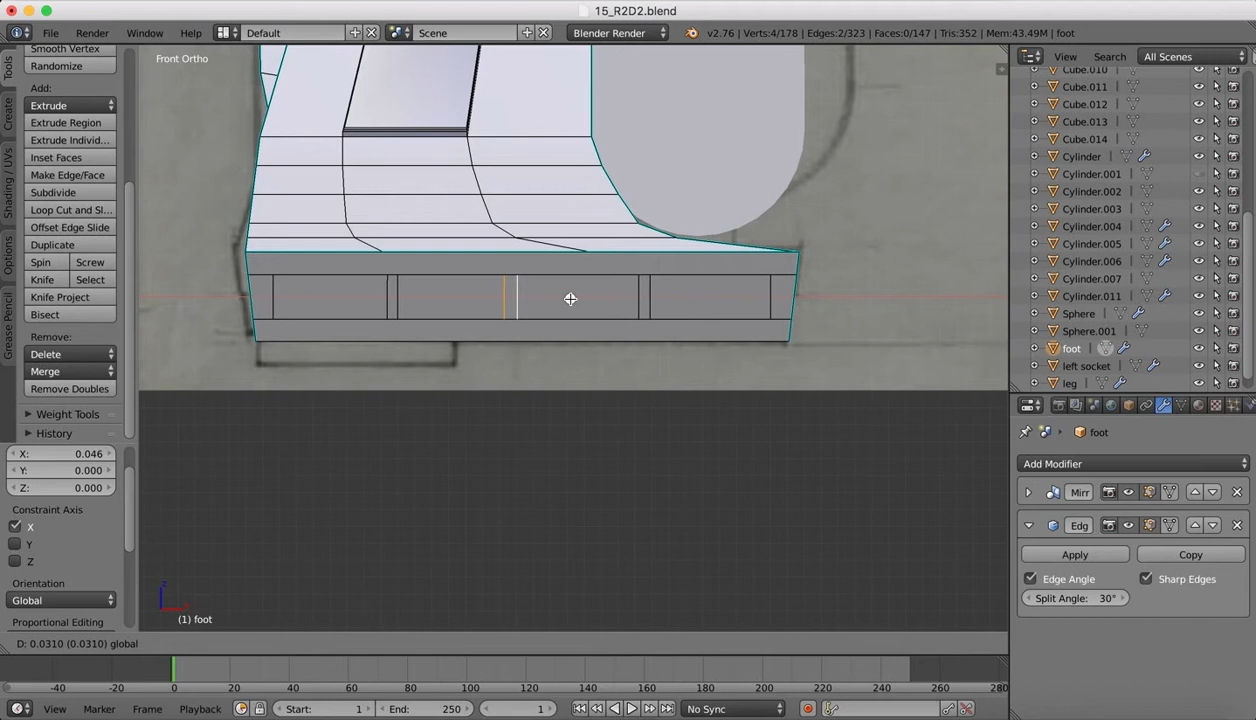 15_R2D2.blend
File Render Window Help Default Scene Blender Render v2.76 | Verts:4/178 | Edges:2/323 | Faces:0/147 | Tris:352 | Mem:43.49M | foot
Tools
Create
Shading / UVs
Options
Grease Pencil
Smooth Vertex
Randomize
Add:
Extrude
Extrude Region
Extrude Individ...
Inset Faces
Make Edge/Face
Subdivide
Loop Cut and Sl...
Offset Edge Slide
Duplicate
Spin Screw
Knife Select
Knife Project
Bisect
Remove:
Delete
Merge
Remove Doubles
Weight Tools
History
X: 0.046
Y: 0.000
Z: 0.000
Constraint Axis
X
Y
Z
Orientation
Global
Proportional Editing
Front Ortho
z
(1) foot
D: 0.0310 (0.0310) global
View Search All Scenes
Cube.010
Cube.011
Cube.012
Cube.013
Cube.014
Cylinder
Cylinder.001
Cylinder.002
Cylinder.003
Cylinder.004
Cylinder.005
Cylinder.006
Cylinder.007
Cylinder.011
Sphere
Sphere.001
foot
left socket
leg
foot
Add Modifier
Mirr
Edg
Apply Copy
Edge Angle Sharp Edges
Split Angle: 30°
-40 -20 0 20 40 60 80 100 120 140 160 180 200 220 240 260 280
View Marker Frame Playback Start: 1 End: 250 1 No Sync